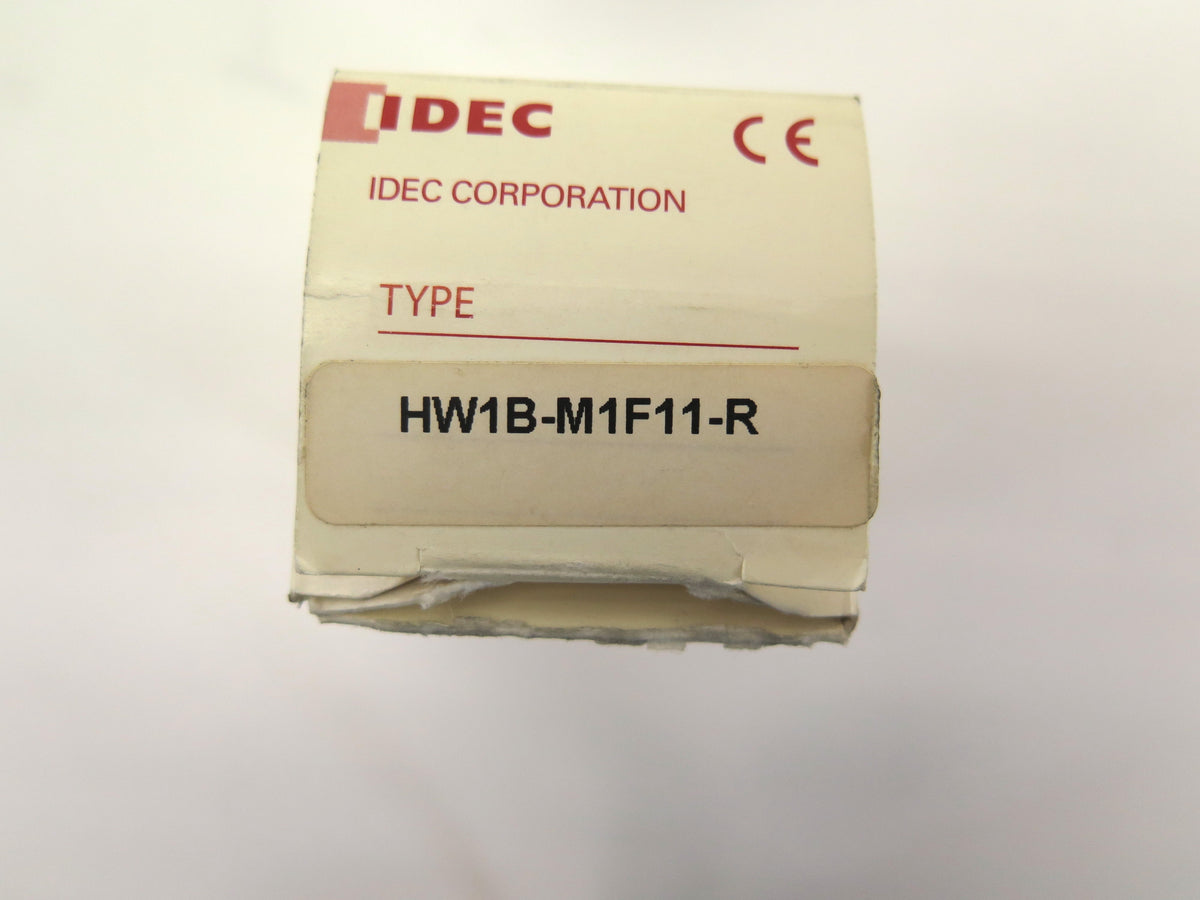 IDEC
CE
IDEC CORPORATION
TYPE
HW1B-M1F11-R